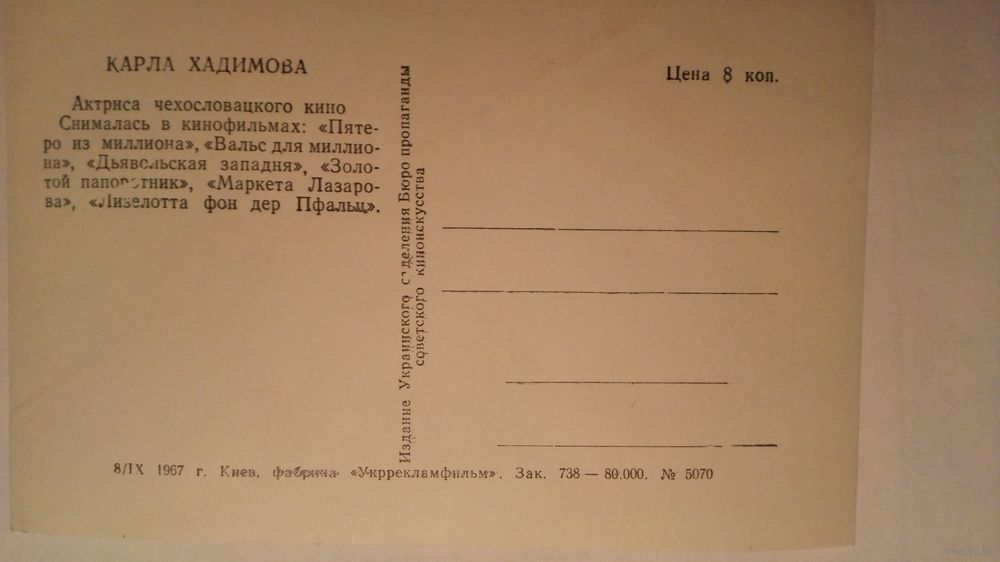 КАРЛА ХАДИМОВА
Актриса чехословацкого кино
Снималась в кинофильмах: «Пяте-
ро из миллиона», «Вальс для миллио-
на», «Дьявольская западня», «Золо-
той папоротник», «Маркета Лазаро-
ва», «Лизелотта фон дер Пфальц».
Издание Украинского отделения Бюро пропаганды
советского киноискусства
Цена 8 коп.
8/IX 1967 г. Киев, фабрика «Укррекламфильм». Зак. 738 — 80.000. № 5070